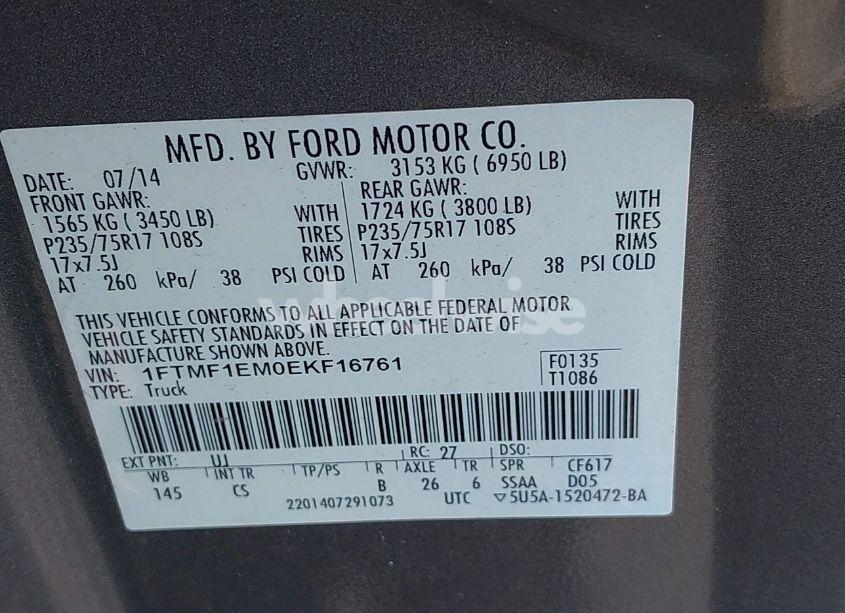 MFD. BY FORD MOTOR CO.
DATE: 07/14 GVWR: 3153 KG ( 6950 LB)
FRONT GAWR: REAR GAWR:
1565 KG ( 3450 LB) WITH 1724 KG ( 3800 LB) WITH
P235/75R17 108S TIRES P235/75R17 108S TIRES
17x7.5J RIMS 17x7.5J RIMS
AT 260 kPa/ 38 PSI COLD AT 260 kPa/ 38 PSI COLD
THIS VEHICLE CONFORMS TO ALL APPLICABLE FEDERAL MOTOR
VEHICLE SAFETY STANDARDS IN EFFECT ON THE DATE OF
MANUFACTURE SHOWN ABOVE.
VIN: 1FTMF1EM0EKF16761 F0135
TYPE: Truck T1086
EXT PNT: UJ RC: 27 DSO:
WB INT TR TP/PS R AXLE TR SPR CF617
145 CS B 26 6 SSAA D05
2201407291073 UTC ▽5U5A-1520472-BA